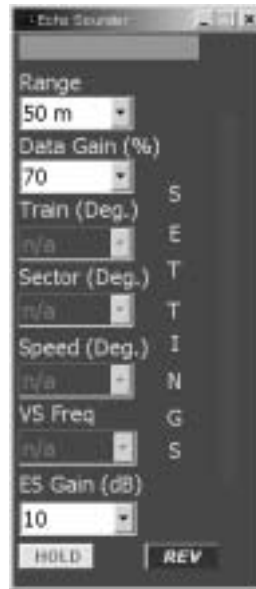 Echo Sounder
Range
50 m
Data Gain (%)
70
Train (Deg.)
n/a
Sector (Deg.)
n/a
Speed (Deg.)
n/a
VS Freq
n/a
ES Gain (dB)
10
HOLD REV
SETTINGS